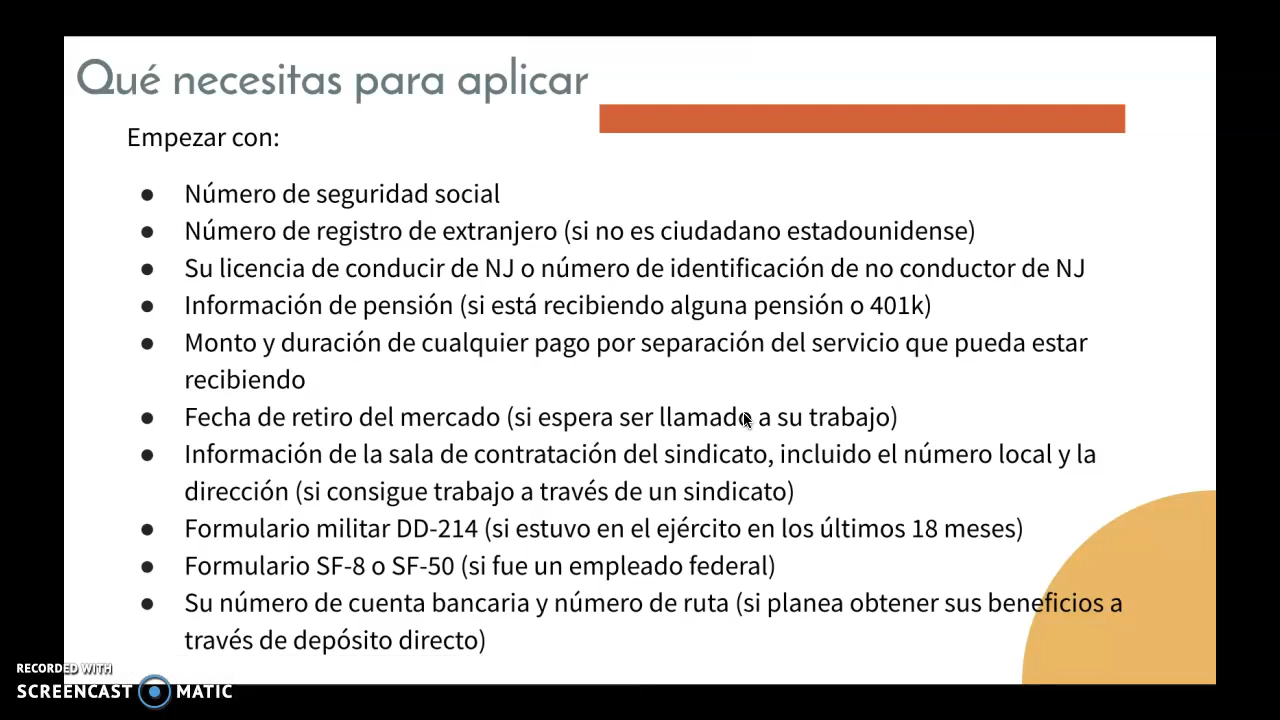 Qué necesitas para aplicar
Empezar con:
● Número de seguridad social
● Número de registro de extranjero (si no es ciudadano estadounidense)
● Su licencia de conducir de NJ o número de identificación de no conductor de NJ
● Información de pensión (si está recibiendo alguna pensión o 401k)
● Monto y duración de cualquier pago por separación del servicio que pueda estar
recibiendo
● Fecha de retiro del mercado (si espera ser llamado a su trabajo)
● Información de la sala de contratación del sindicato, incluido el número local y la
dirección (si consigue trabajo a través de un sindicato)
● Formulario militar DD-214 (si estuvo en el ejército en los últimos 18 meses)
● Formulario SF-8 o SF-50 (si fue un empleado federal)
● Su número de cuenta bancaria y número de ruta (si planea obtener sus beneficios a
través de depósito directo)
RECORDED WITH
SCREENCAST MATIC